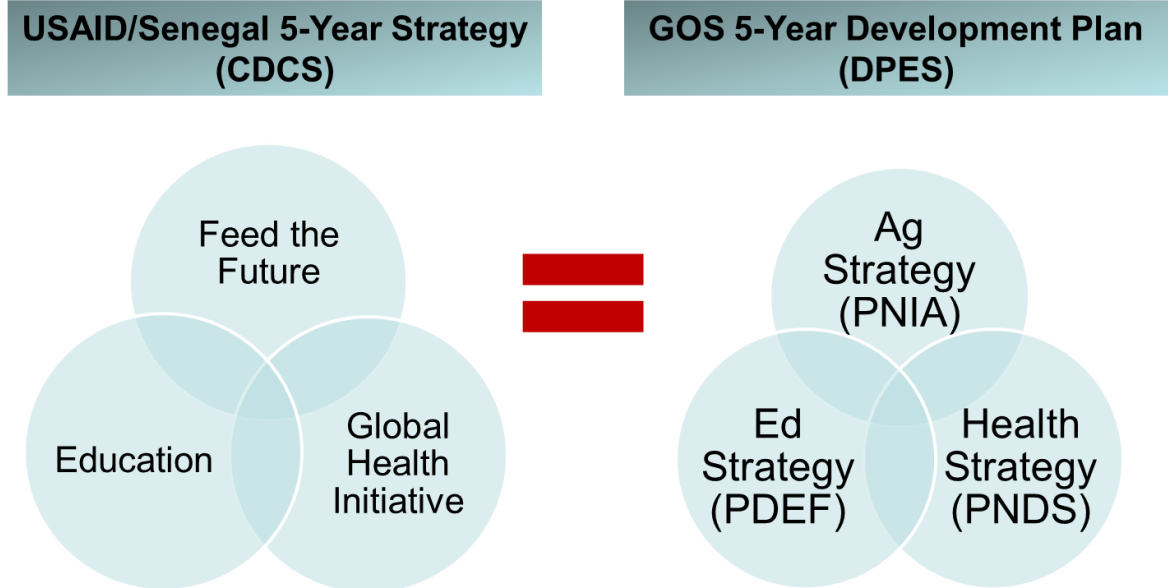 USAID/Senegal 5-Year Strategy
(CDCS)
GOS 5-Year Development Plan
(DPES)
Feed the
Future
Education
Global
Health
Initiative
Ag
Strategy
(PNIA)
Ed
Strategy
(PDEF)
Health
Strategy
(PNDS)